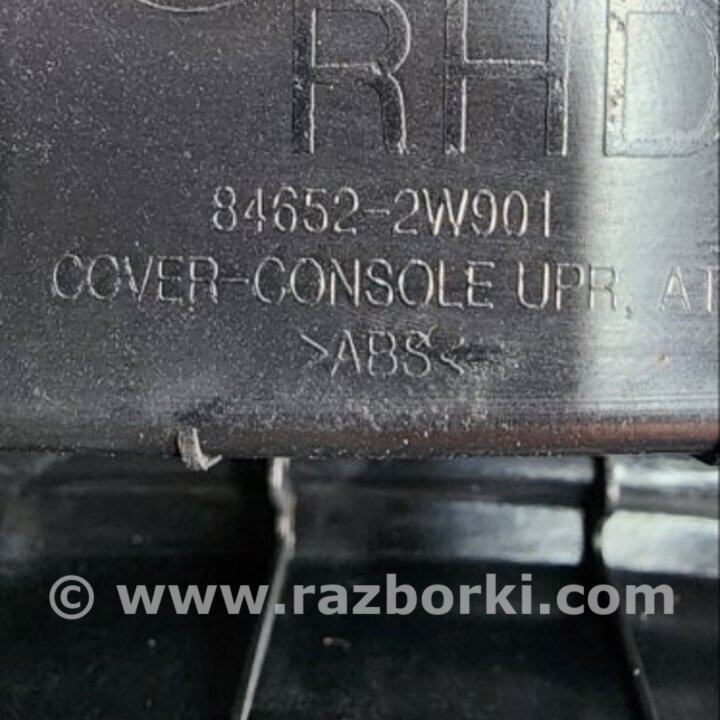 RHD
84652-2W901
COVER-CONSOLE UPR, AT
>ABS<
© www.razborki.com